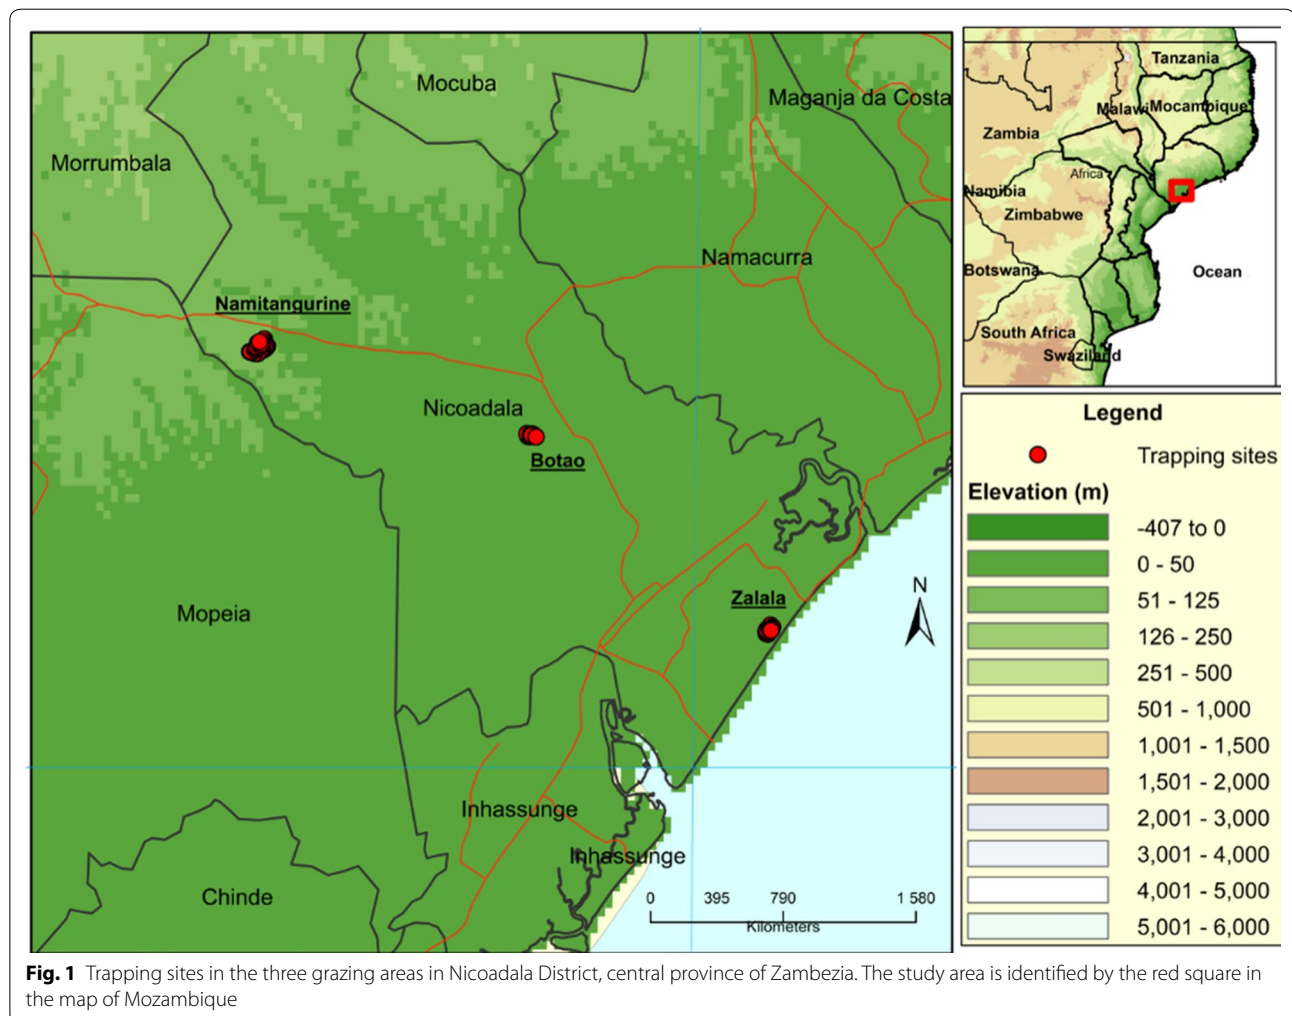 Mocuba
Maganja da Costa
Morrumbala
Namacurra
Namitangurine
Nicoadala
Botao
Mopeia
Zalala
N
Inhassunge
Inhassunge
Chinde
0 395 790 1 580
Kilometers
Tanzania
Malawi
Mocambique
Zambia
Africa
Namibia
Zimbabwe
Botswana
Ocean
South Africa
Swaziland
Legend
Trapping sites
Elevation (m)
-407 to 0
0 - 50
51 - 125
126 - 250
251 - 500
501 - 1,000
1,001 - 1,500
1,501 - 2,000
2,001 - 3,000
3,001 - 4,000
4,001 - 5,000
5,001 - 6,000
Fig. 1 Trapping sites in the three grazing areas in Nicoadala District, central province of Zambezia. The study area is identified by the red square in
the map of Mozambique